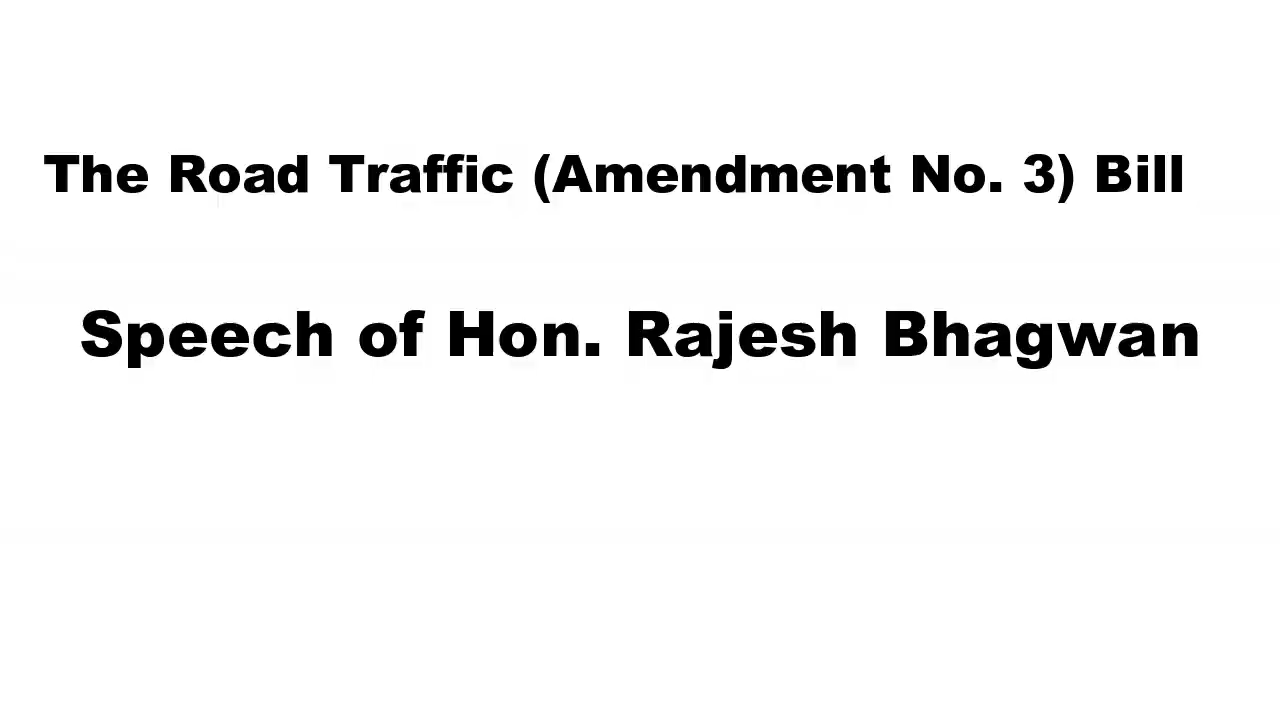 The Road Traffic (Amendment No. 3) Bill
Speech of Hon. Rajesh Bhagwan